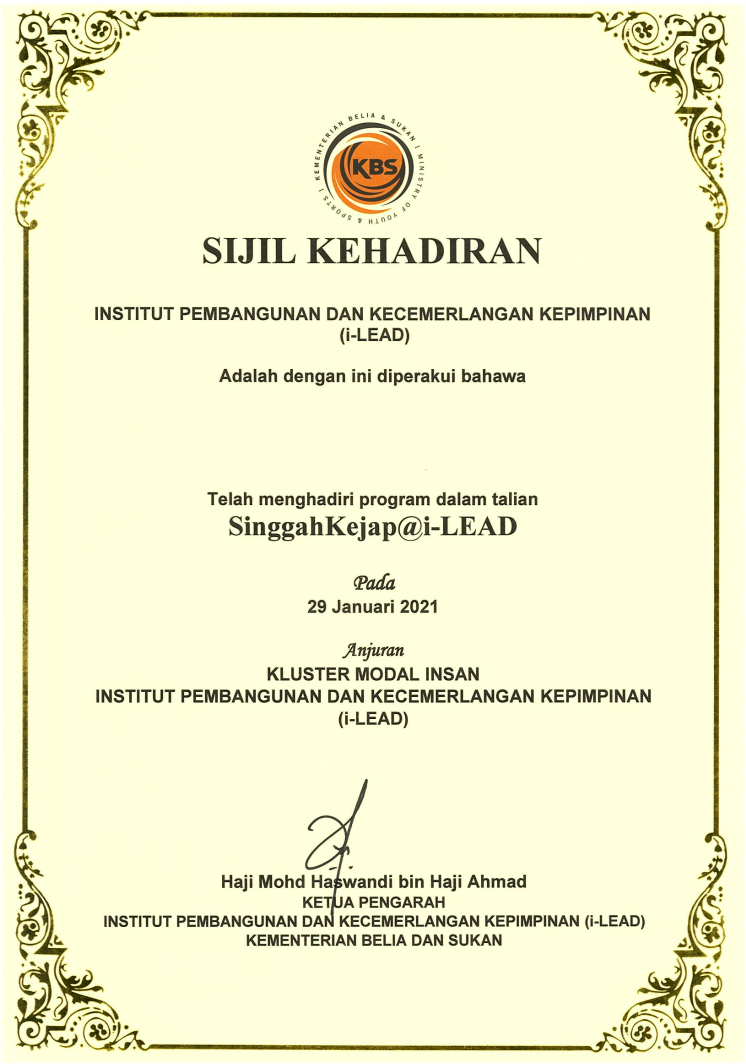 KEMENTERIAN BELIA & SUKAN | MINISTRY OF YOUTH & SPORTS |
KBS
SIJIL KEHADIRAN
INSTITUT PEMBANGUNAN DAN KECEMERLANGAN KEPIMPINAN
(i-LEAD)
Adalah dengan ini diperakui bahawa
Telah menghadiri program dalam talian
SinggahKejap@i-LEAD
Pada
29 Januari 2021
Anjuran
KLUSTER MODAL INSAN
INSTITUT PEMBANGUNAN DAN KECEMERLANGAN KEPIMPINAN
(i-LEAD)
Haji Mohd Haswandi bin Haji Ahmad
KETUA PENGARAH
INSTITUT PEMBANGUNAN DAN KECEMERLANGAN KEPIMPINAN (i-LEAD)
KEMENTERIAN BELIA DAN SUKAN